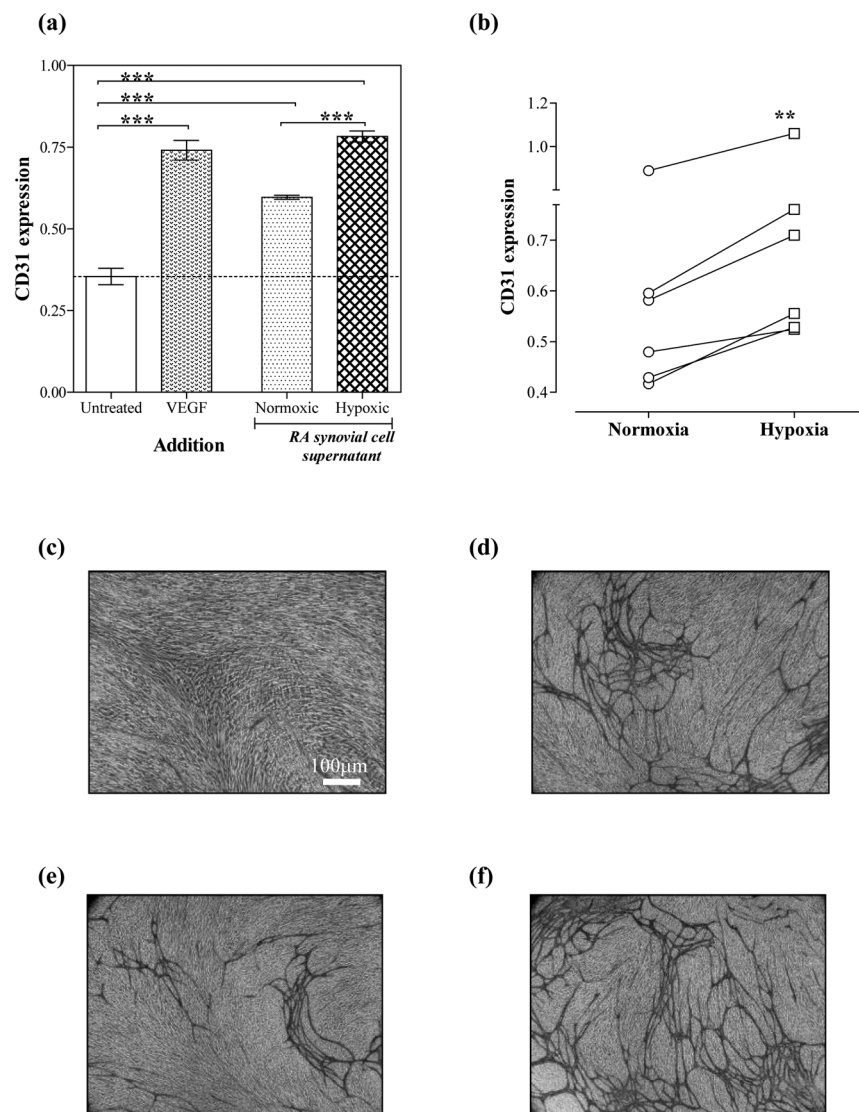 (a)
1.00
0.75
0.50
0.25
0.00
CD31 expression
***
***
***
***
Untreated
VEGF
Normoxic
Hypoxic
Addition
RA synovial cell
supernatant
(b)
1.2
1.0
0.7
0.6
0.5
0.4
CD31 expression
**
Normoxia
Hypoxia
(c)
100µm
(d)
(e)
(f)